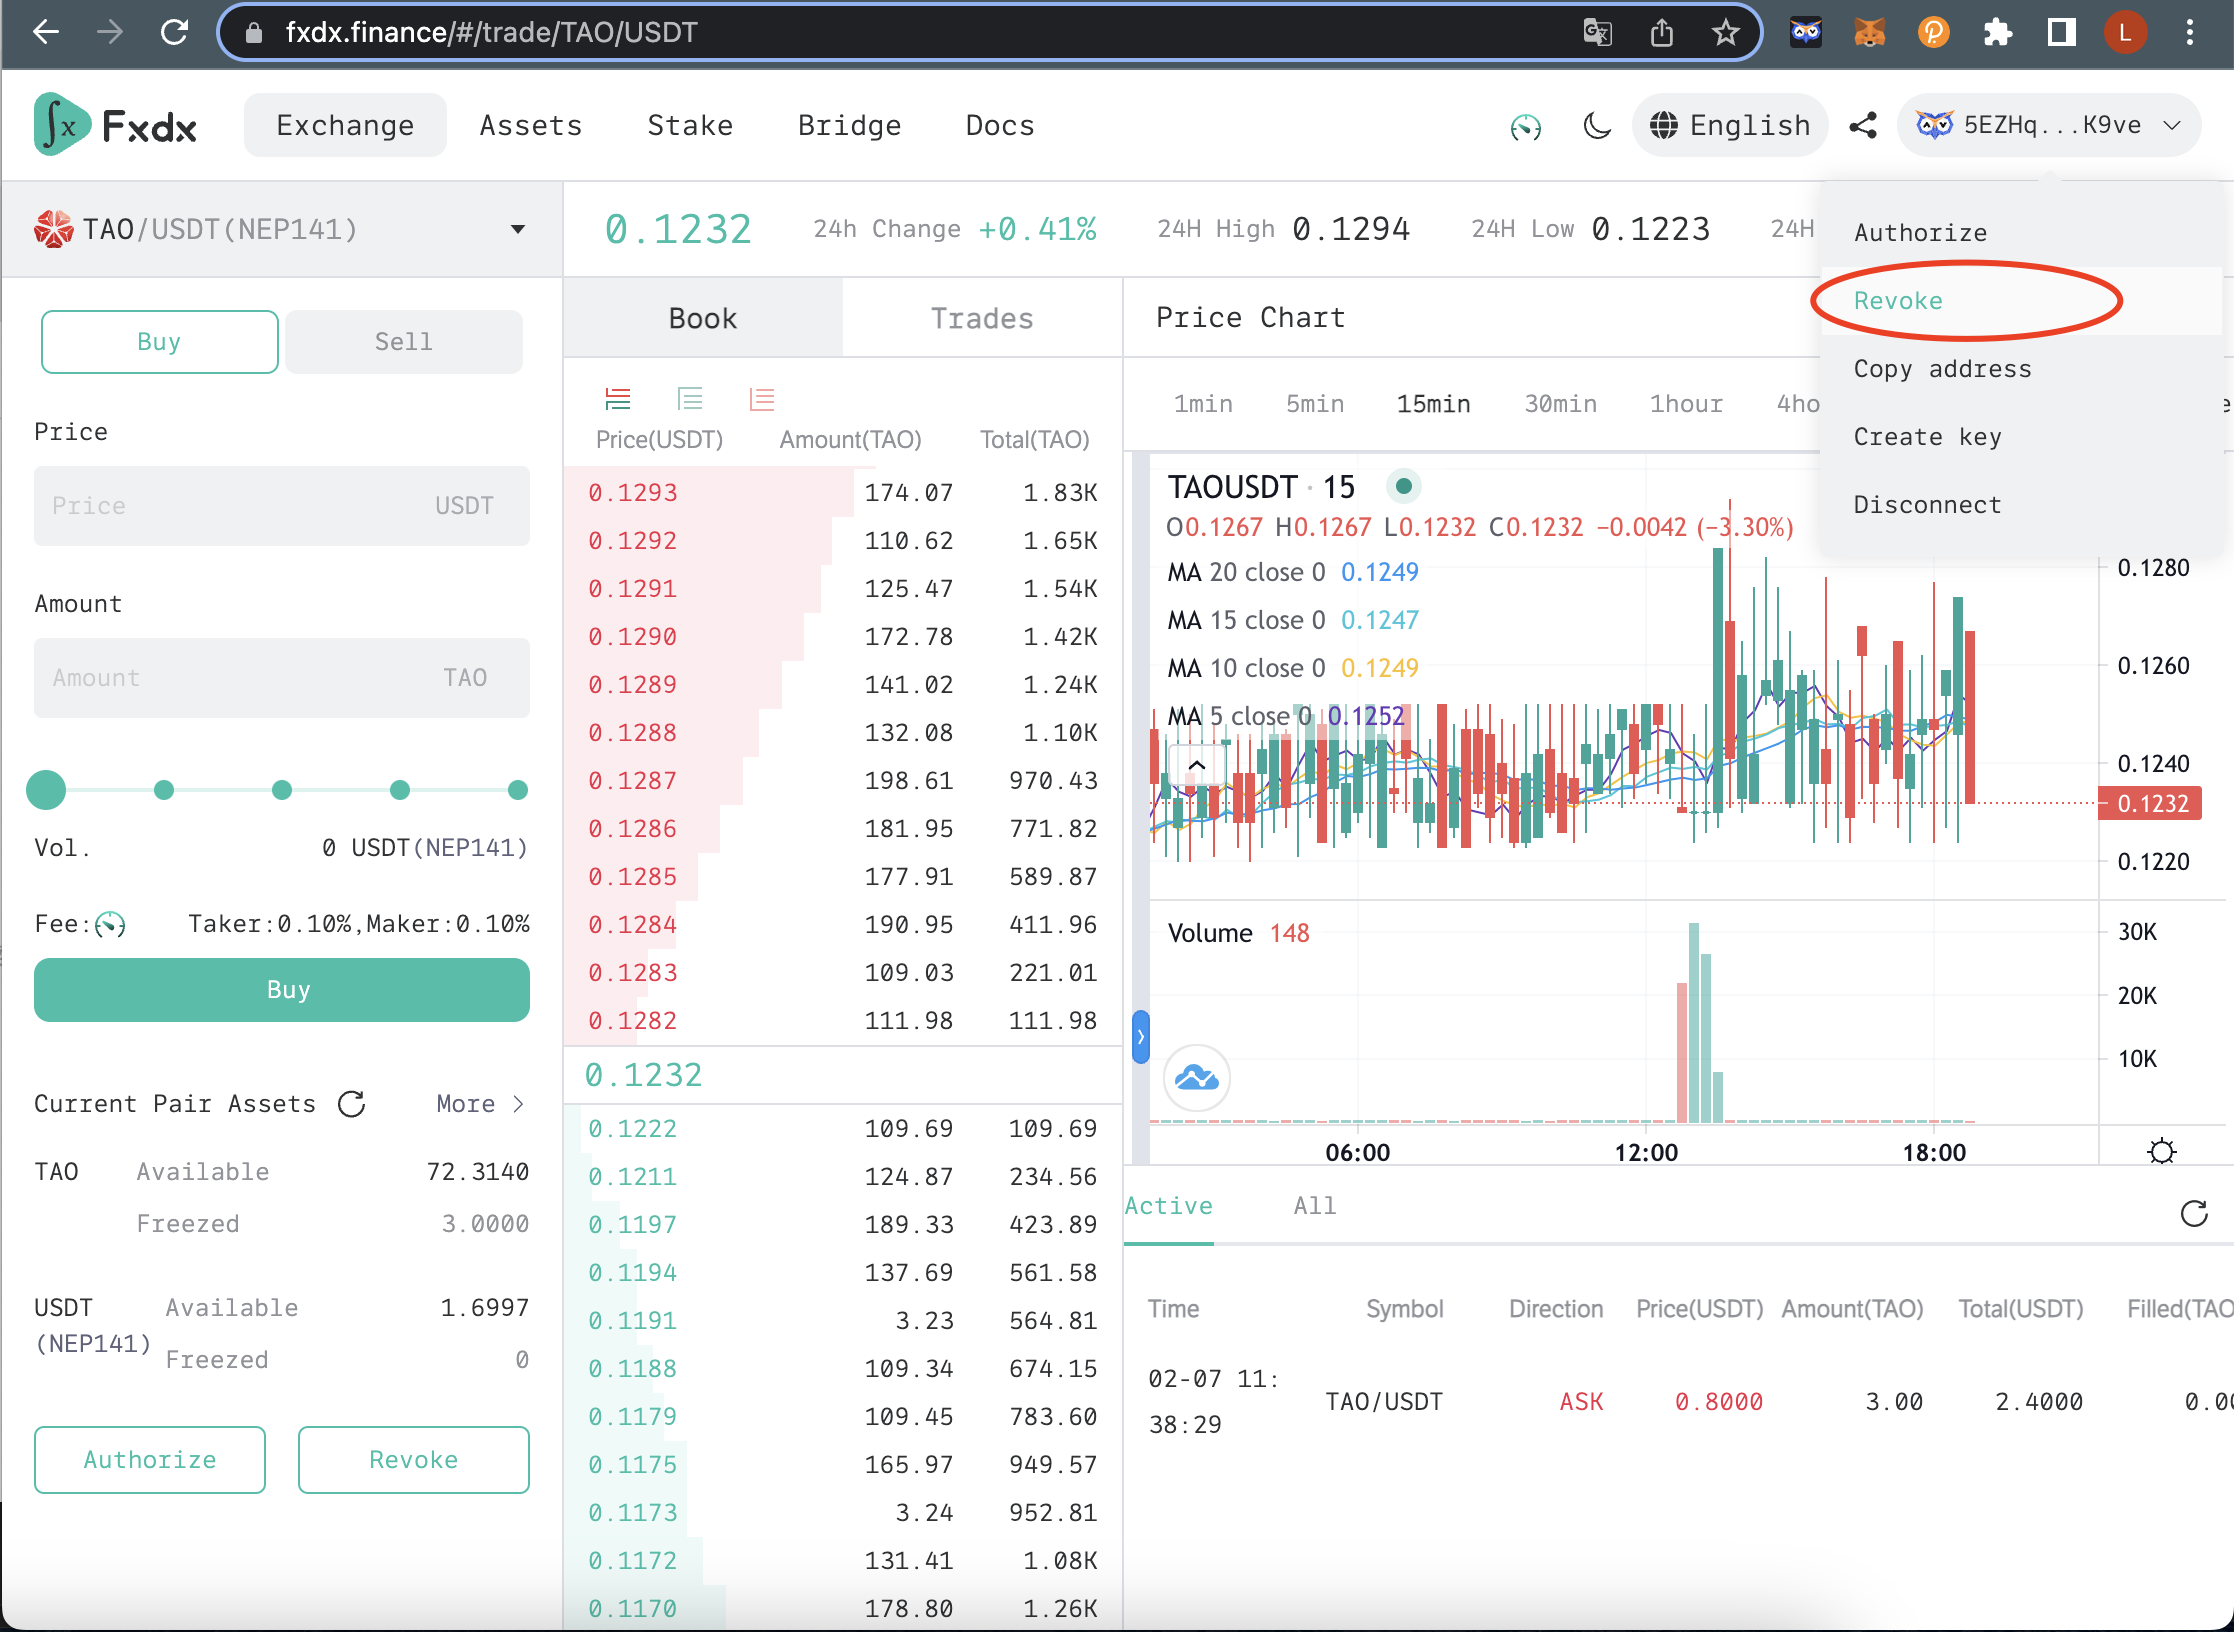 fxdx.finance/#/trade/TAO/USDT
L
Fxdx
Exchange Assets Stake Bridge Docs
English
5EZHq...K9ve
TAO/USDT(NEP141)
0.1232 24h Change +0.41% 24H High 0.1294 24H Low 0.1223 24H
Authorize
Revoke
Copy address
Create key
Disconnect
Buy Sell
Price
Price USDT
Amount
Amount TAO
Vol. 0 USDT(NEP141)
Fee: Taker:0.10%,Maker:0.10%
Buy
Current Pair Assets More >
TAO Available 72.3140
Freezed 3.0000
USDT Available 1.6997
(NEP141) Freezed 0
Authorize Revoke
Book Trades
Price(USDT) Amount(TAO) Total(TAO)
0.1293 174.07 1.83K
0.1292 110.62 1.65K
0.1291 125.47 1.54K
0.1290 172.78 1.42K
0.1289 141.02 1.24K
0.1288 132.08 1.10K
0.1287 198.61 970.43
0.1286 181.95 771.82
0.1285 177.91 589.87
0.1284 190.95 411.96
0.1283 109.03 221.01
0.1282 111.98 111.98
0.1232
0.1222 109.69 109.69
0.1211 124.87 234.56
0.1197 189.33 423.89
0.1194 137.69 561.58
0.1191 3.23 564.81
0.1188 109.34 674.15
0.1179 109.45 783.60
0.1175 165.97 949.57
0.1173 3.24 952.81
0.1172 131.41 1.08K
0.1170 178.80 1.26K
Price Chart
1min 5min 15min 30min 1hour 4ho
TAOUSDT · 15
O0.1267 H0.1267 L0.1232 C0.1232 −0.0042 (−3.30%)
MA 20 close 0 0.1249
MA 15 close 0 0.1247
MA 10 close 0 0.1249
MA 5 close 0 0.1252
0.1280
0.1260
0.1240
0.1232
0.1220
Volume 148
30K
20K
10K
06:00 12:00 18:00
Active All
Time Symbol Direction Price(USDT) Amount(TAO) Total(USDT) Filled(TAO
02-07 11:
38:29 TAO/USDT ASK 0.8000 3.00 2.4000 0.00